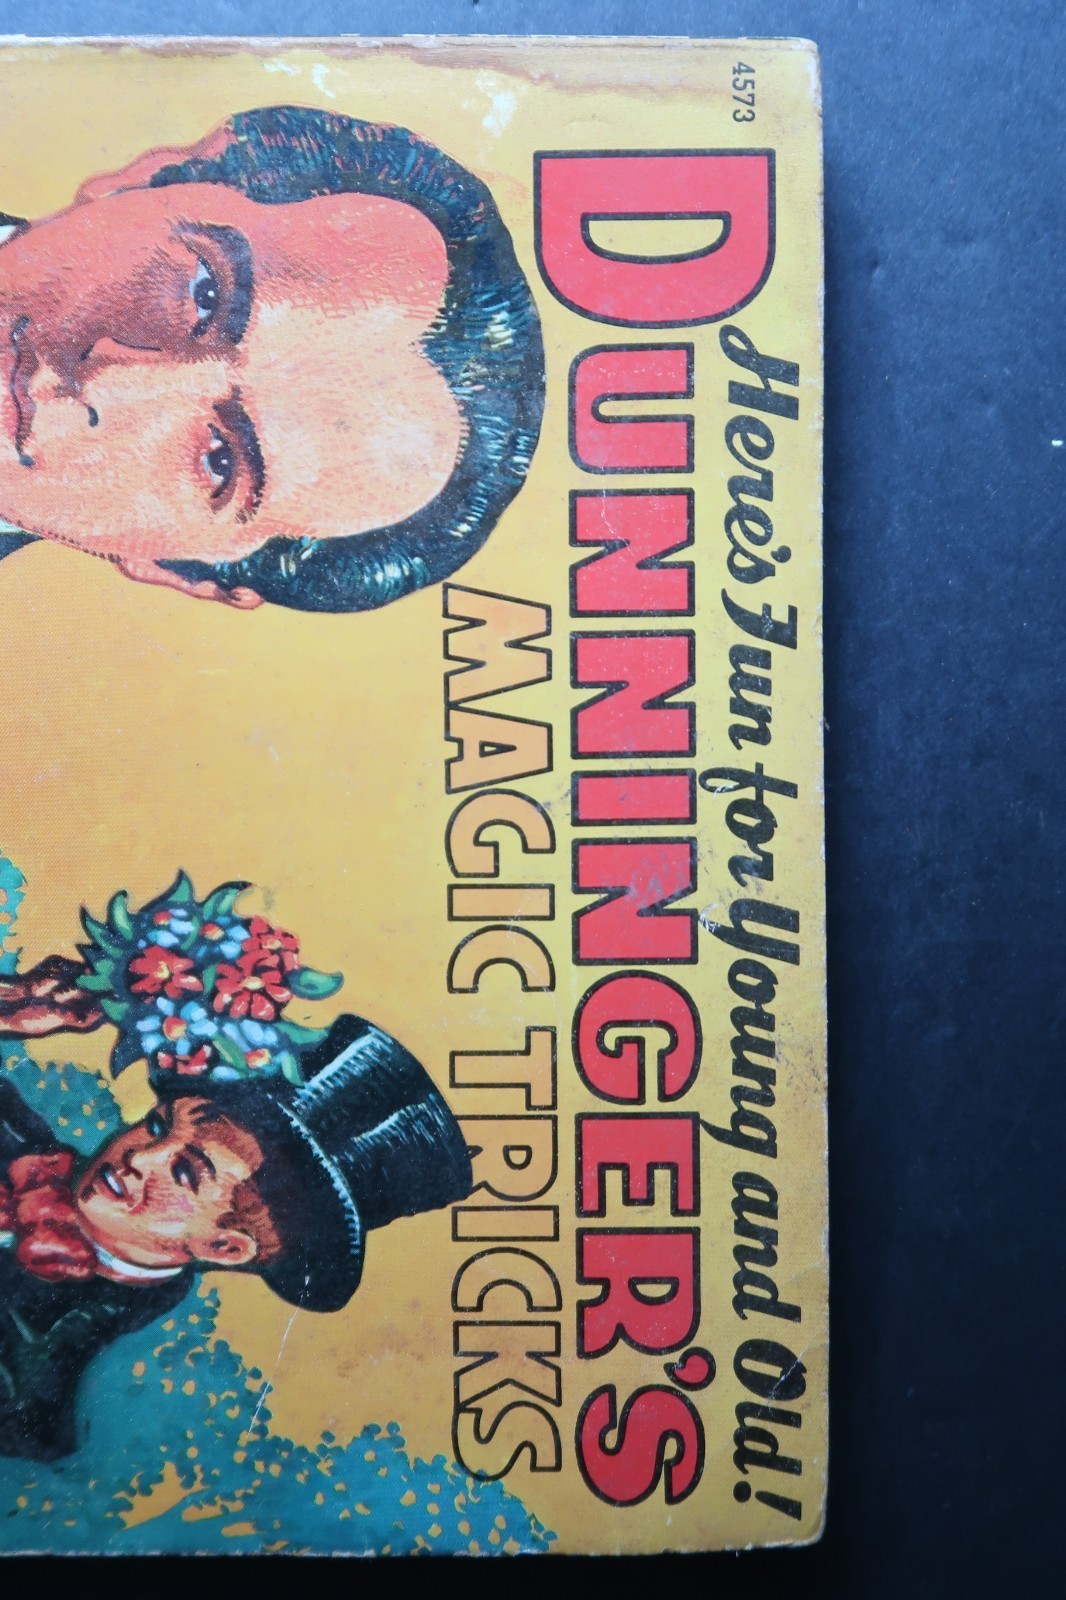 4573
Here's Fun for Young and Old!
DUNNINGER'S
MAGIC TRICKS